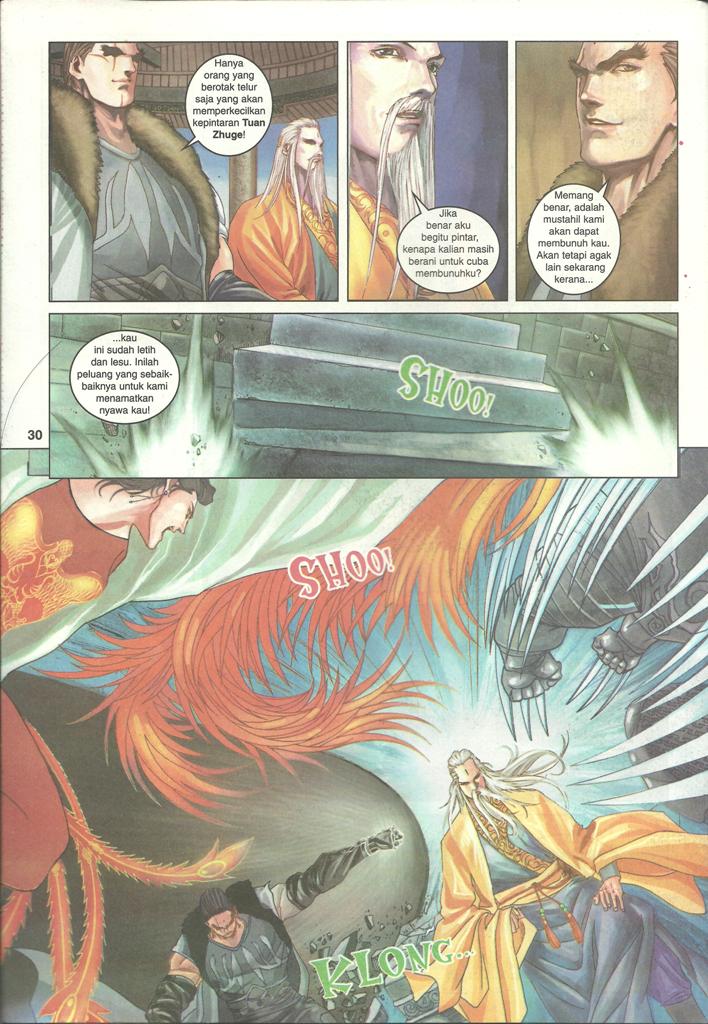 Hanya
orang yang
berotak telur
saja yang akan
memperkecilkan
kepintaran Tuan
Zhuge!
Jika
benar aku
begitu pintar,
kenapa kalian masih
berani untuk cuba
membunuhku?
Memang
benar, adalah
mustahil kami
akan dapat
membunuh kau.
Akan tetapi agak
lain sekarang
kerana...
...kau
ini sudah letih
dan lesu. Inilah
peluang yang sebaik-
baiknya untuk kami
menamatkan
nyawa kau!
SHOO!
30
SHOO!
KLONG...